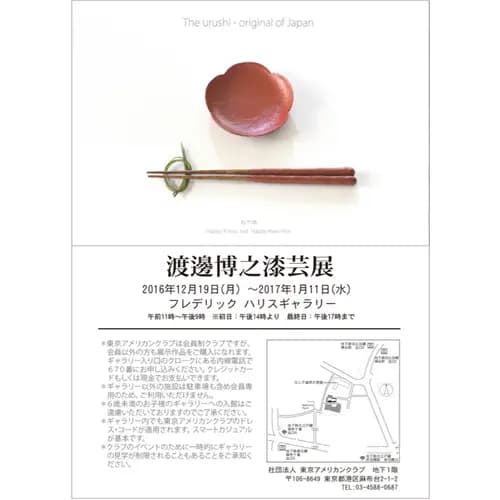 The urushi - original of Japan
渡邊博之漆芸展
2016年12月19日(月) ～2017年1月11日(水)
フレデリック ハリスギャラリー
午前11時～午後9時 ※初日：午後14時より 最終日：午後17時まで
＊東京アメリカンクラブは会員制クラブですが、
会員以外の方も展示作品をご購入になれます。
ギャラリー入り口のクロークにある内線電話で
670番にお申し込みください。クレジットカー
ドもしくは現金でお支払いできます。
＊ギャラリー以外の施設は駐車場も含め会員専
用のため、ご利用いただけません。
＊6歳未満のお子様のギャラリーへの入館はご
遠慮いただいておりますのでご了承ください。
＊ギャラリー内でも東京アメリカンクラブのドレ
ス・コードが適用されます。スマートカジュアル
が基本です。
＊クラブのイベントのために一時的にギャラリー
の見学が制限されることもあることをご承知く
ださい。
社団法人 東京アメリカンクラブ 地下1階
〒106-8649 東京都港区麻布台2-1-2
TEL:03-4588-0687